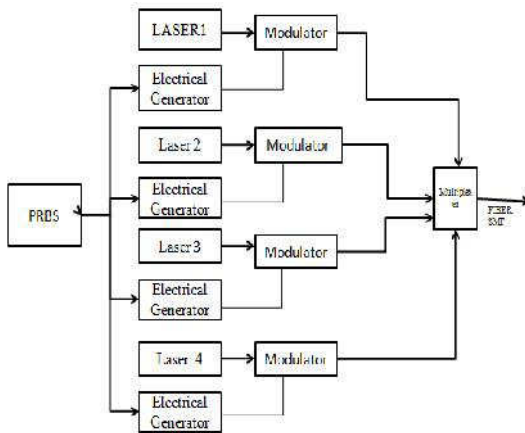 LASER1
Modulator
Electrical
Generator
Laser 2
Modulator
Electrical
Generator
PRBS
Laser 3
Modulator
Electrical
Generator
Laser 4
Modulator
Electrical
Generator
FIBER